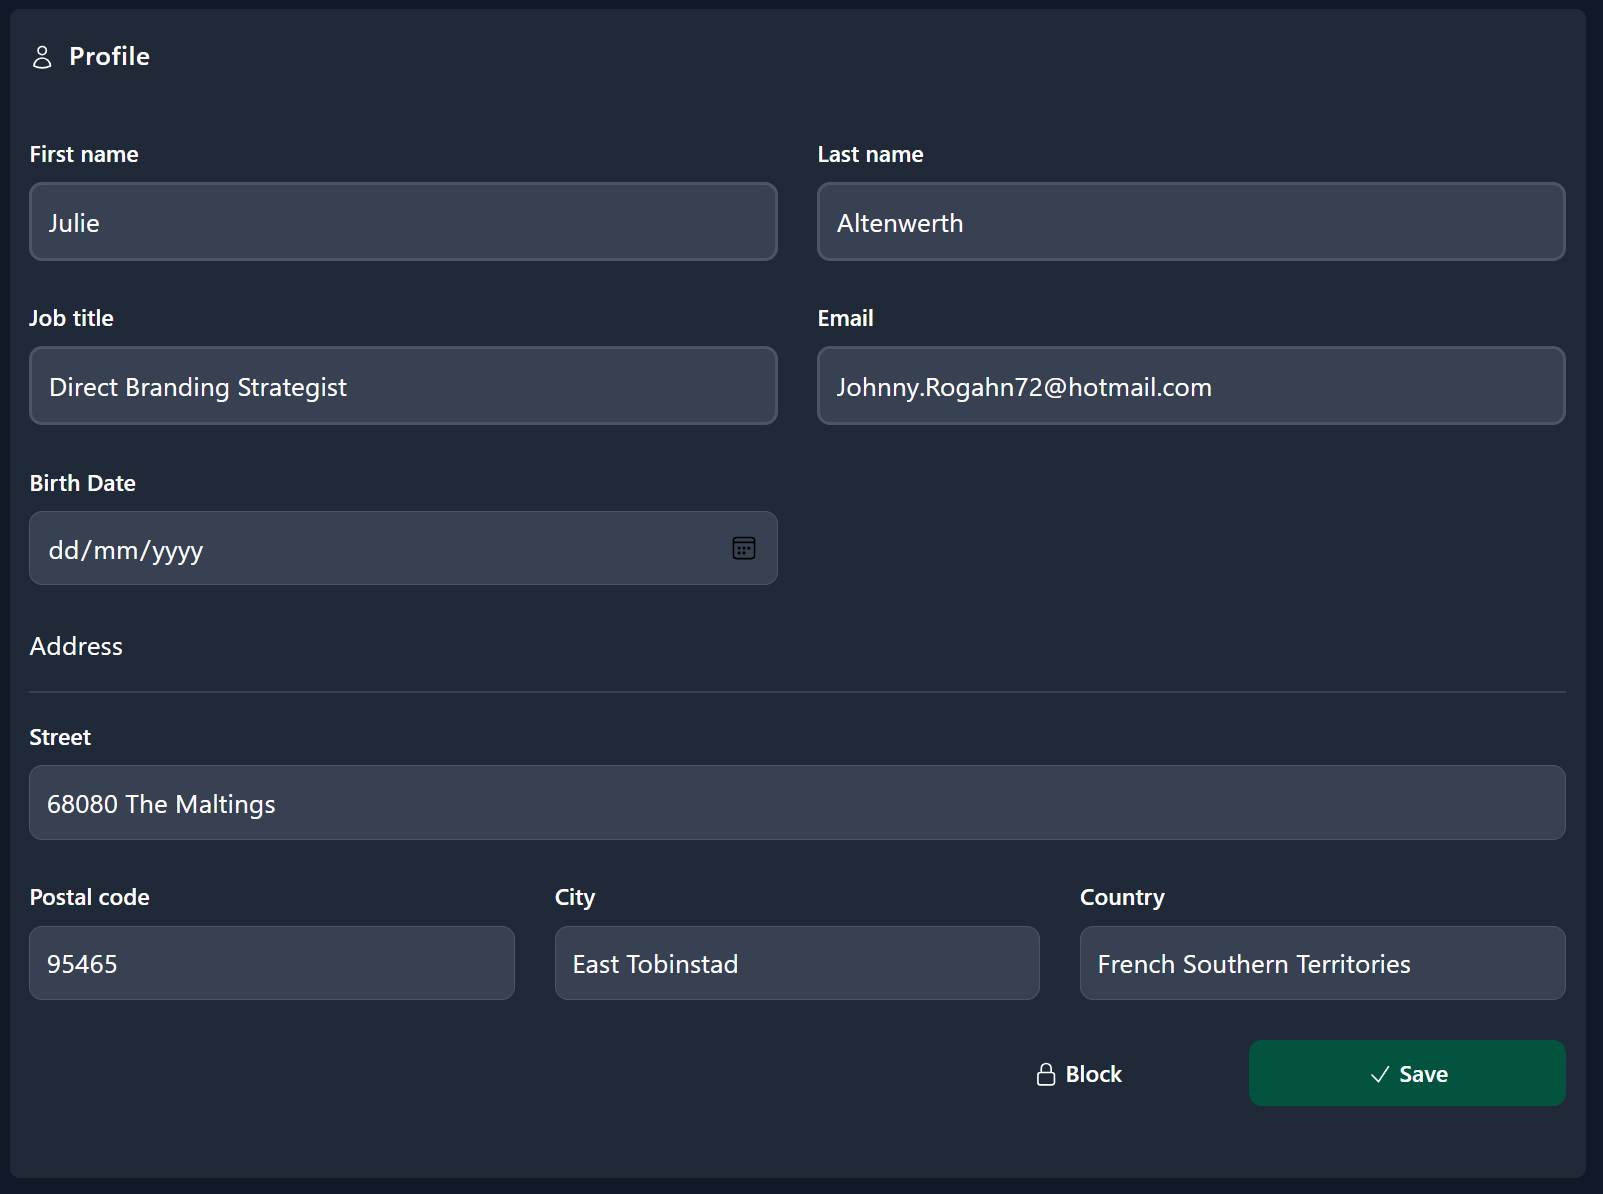 Profile
First name
Last name
Julie
Altenwerth
Job title
Email
Direct Branding Strategist
Johnny.Rogahn72@hotmail.com
Birth Date
dd/mm/yyyy
Address
Street
68080 The Maltings
Postal code
City
Country
95465
East Tobinstad
French Southern Territories
Block
Save